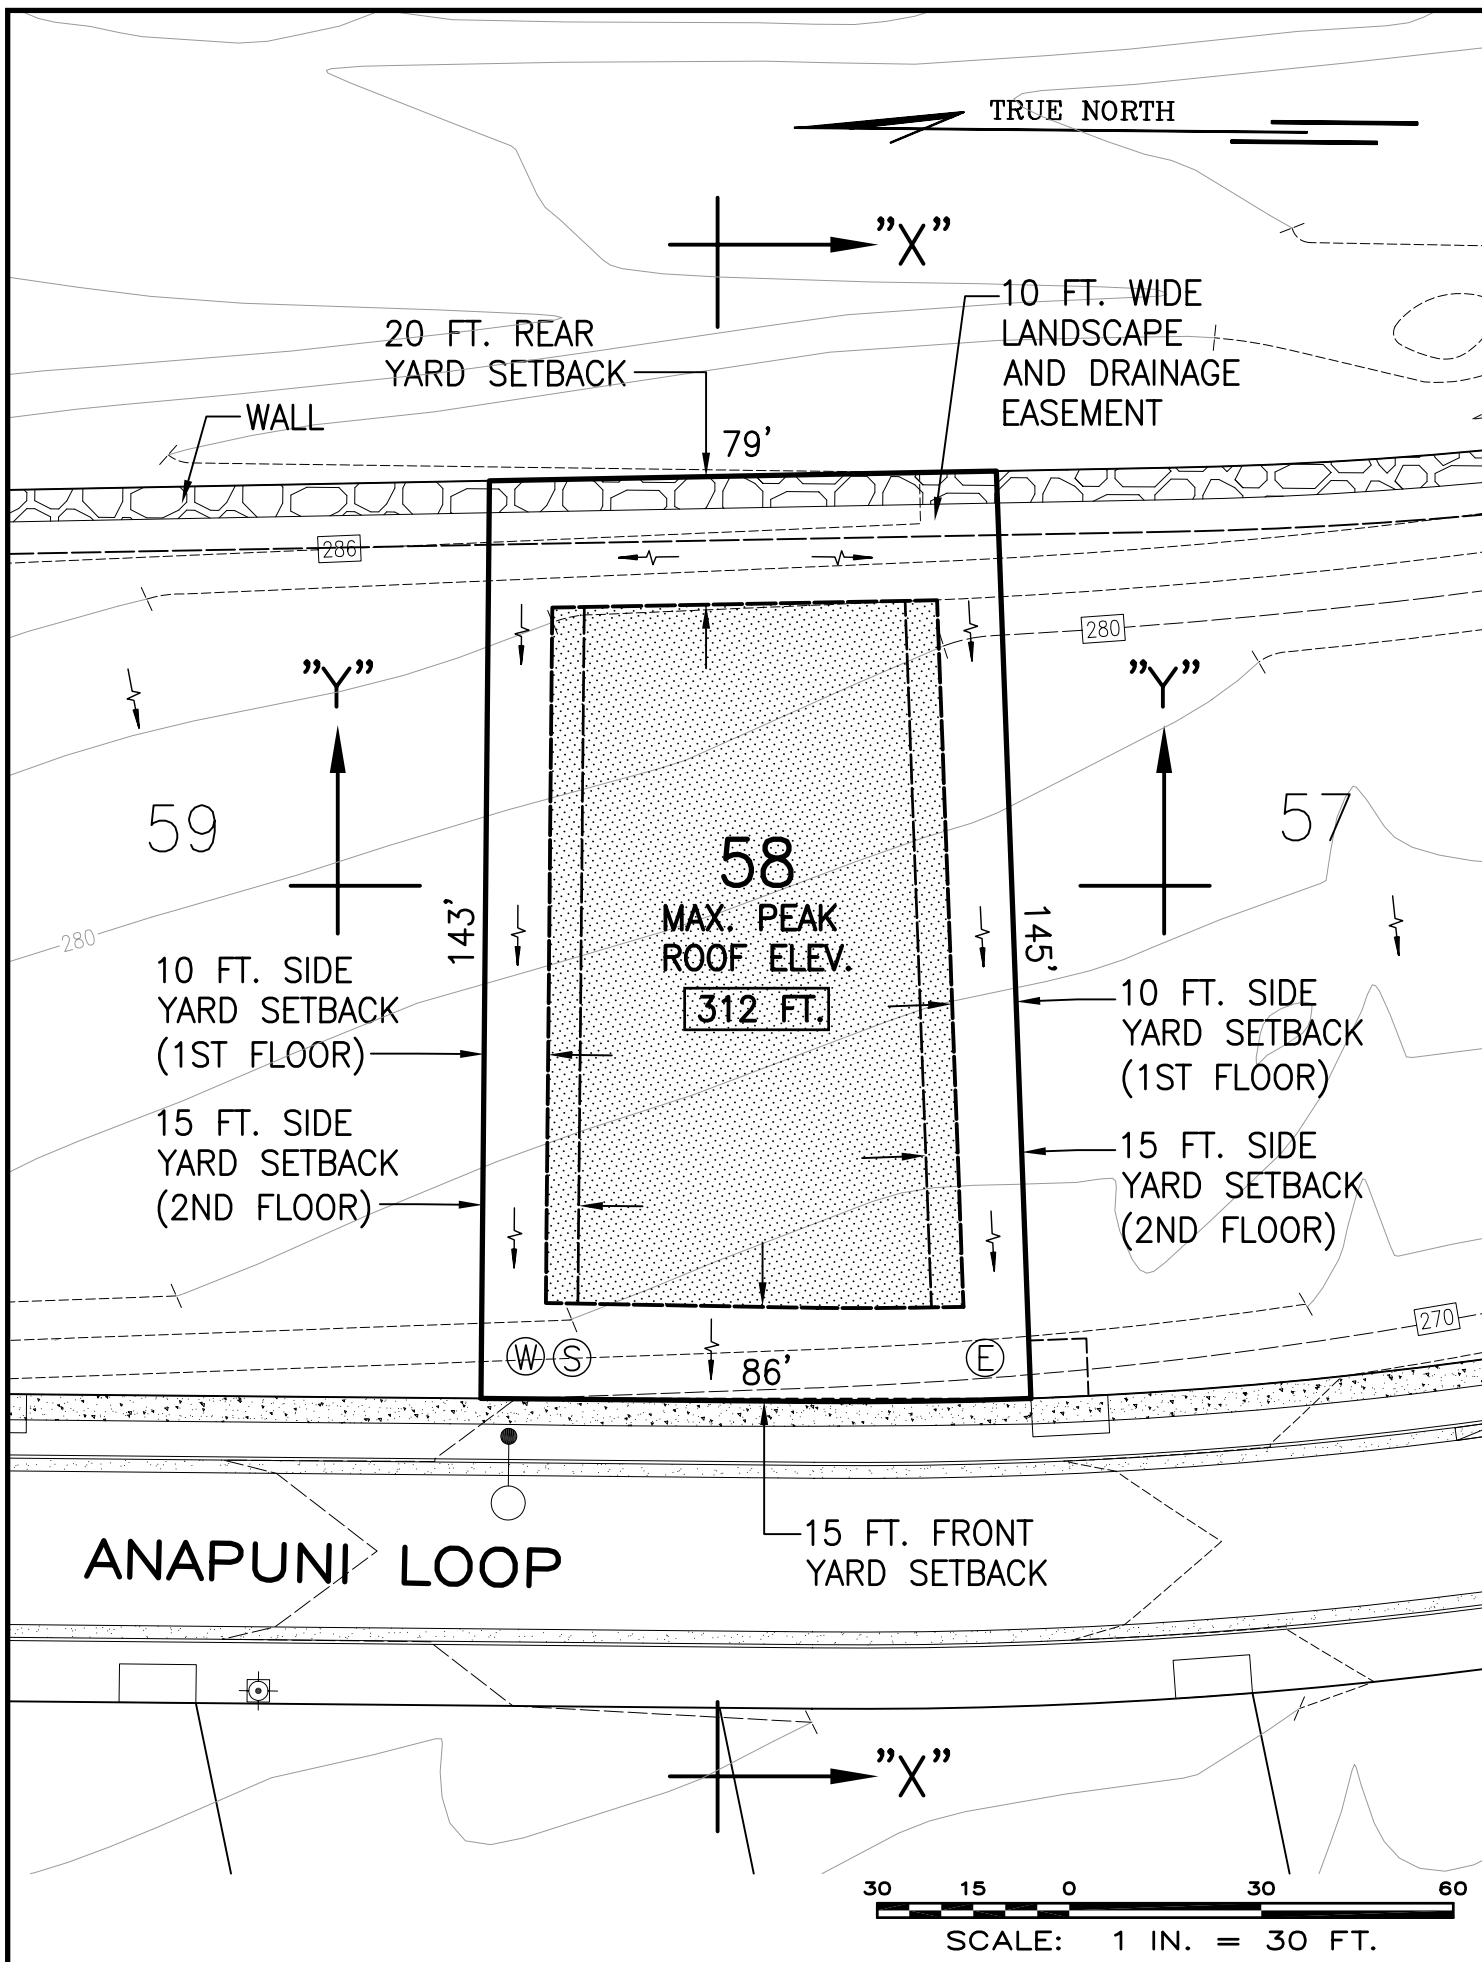 TRUE NORTH
"X"
10 FT. WIDE
LANDSCAPE
AND DRAINAGE
EASEMENT
20 FT. REAR
YARD SETBACK
WALL
79'
286
280
"Y"
"Y"
59
58
57
MAX. PEAK
ROOF ELEV.
312 FT.
143'
145'
280
10 FT. SIDE
YARD SETBACK
(1ST FLOOR)
15 FT. SIDE
YARD SETBACK
(2ND FLOOR)
10 FT. SIDE
YARD SETBACK
(1ST FLOOR)
15 FT. SIDE
YARD SETBACK
(2ND FLOOR)
270
W S
86'
E
15 FT. FRONT
YARD SETBACK
ANAPUNI LOOP
"X"
30 15 0 30 60
SCALE: 1 IN. = 30 FT.